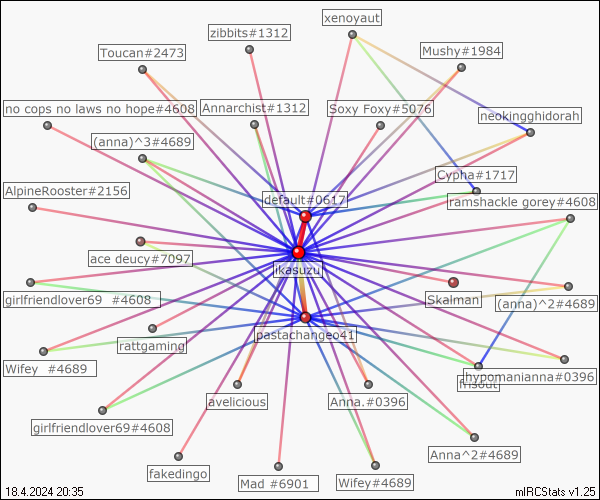 xenoyaut
zibbits#1312
Toucan#2473
Mushy#1984
no cops no laws no hope#4608
Annarchist#1312
Soxy Foxy#5076
neokingghidorah
(anna)^3#4689
Cypha#1717
AlpineRooster#2156
default#0617
ramshackle gorey#4608
ace deucy#7097
jkasuzul
girlfriendlover69 #4608
Skalman
(anna)^2#4689
rattgaming
pastachangeo41
Wifey #4689
hypomanianna#0396
avelicious
Anna.#0396
girlfriendlover69#4608
Anna^2#4689
fakedingo
Mad #6901
Wifey#4689
18.4.2024 20:35
mIRCStats v1.25